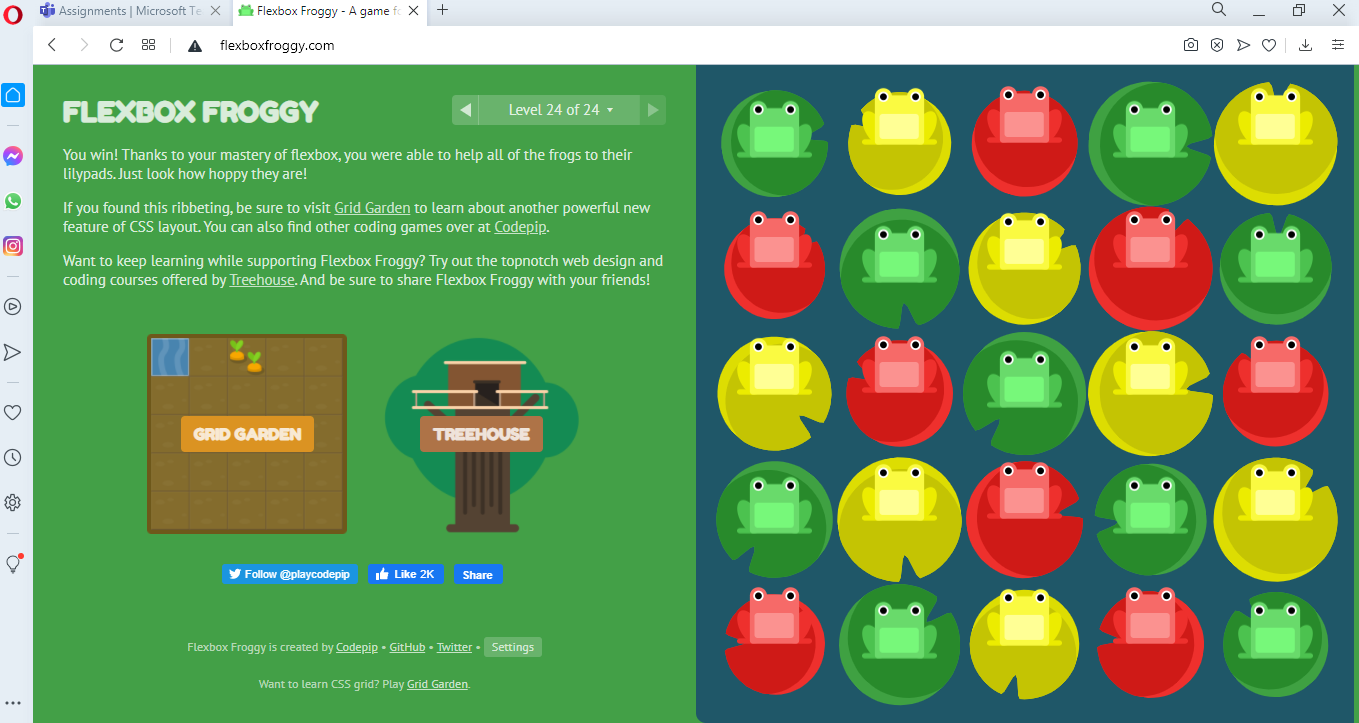 Assignments | Microsoft Te
Flexbox Froggy - A game fo
flexboxfroggy.com
FLEXBOX FROGGY
Level 24 of 24
You win! Thanks to your mastery of flexbox, you were able to help all of the frogs to their
lilypads. Just look how hoppy they are!
If you found this ribbeting, be sure to visit Grid Garden to learn about another powerful new
feature of CSS layout. You can also find other coding games over at Codepip.
Want to keep learning while supporting Flexbox Froggy? Try out the topnotch web design and
coding courses offered by Treehouse. And be sure to share Flexbox Froggy with your friends!
GRID GARDEN
TREEHOUSE
Follow @playcodepip
Like 2K
Share
Flexbox Froggy is created by Codepip • GitHub • Twitter • Settings
Want to learn CSS grid? Play Grid Garden.